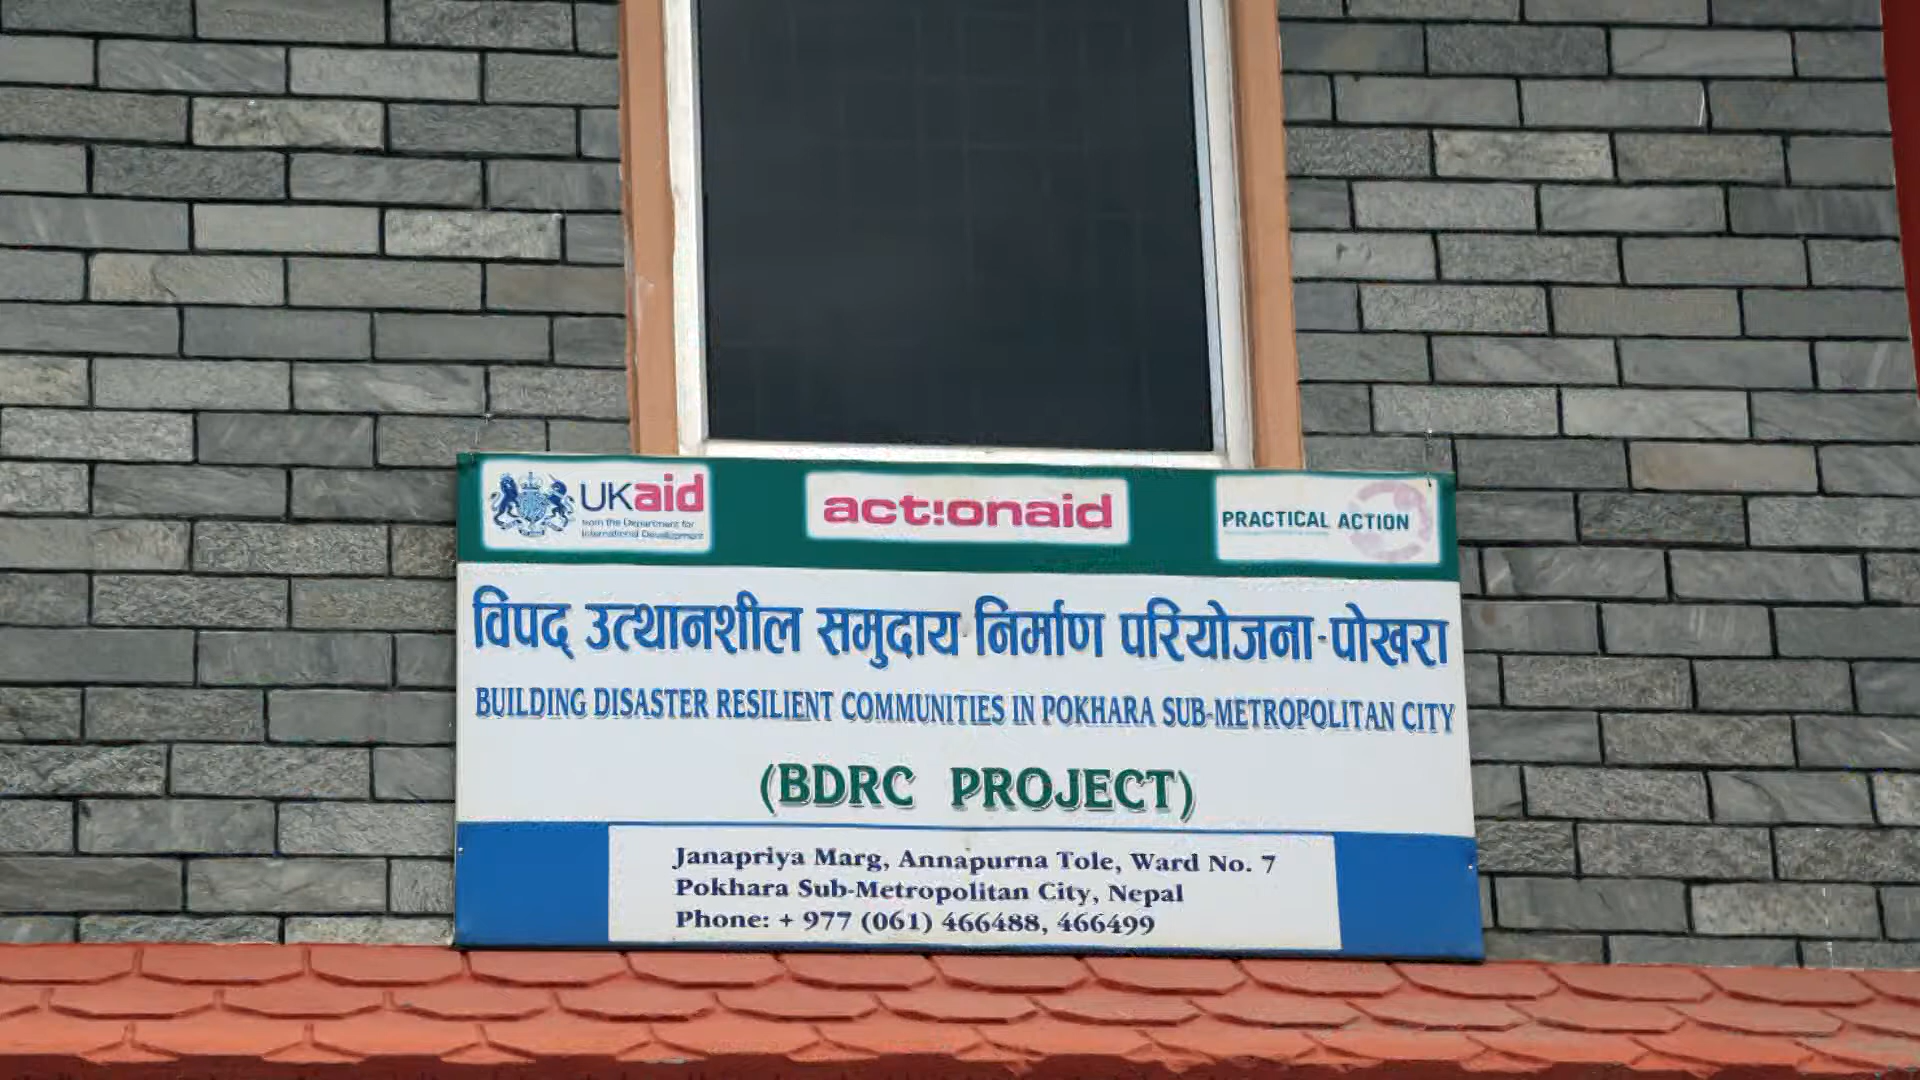 UKaid
from the Department for
International Development
act!onaid
PRACTICAL ACTION
विपद् उत्थानशील समुदाय निर्माण परियोजना-पोखरा
BUILDING DISASTER RESILIENT COMMUNITIES IN POKHARA SUB-METROPOLITAN CITY
(BDRC PROJECT)
Janapriya Marg, Annapurna Tole, Ward No. 7
Pokhara Sub-Metropolitan City, Nepal
Phone: + 977 (061) 466488, 466499